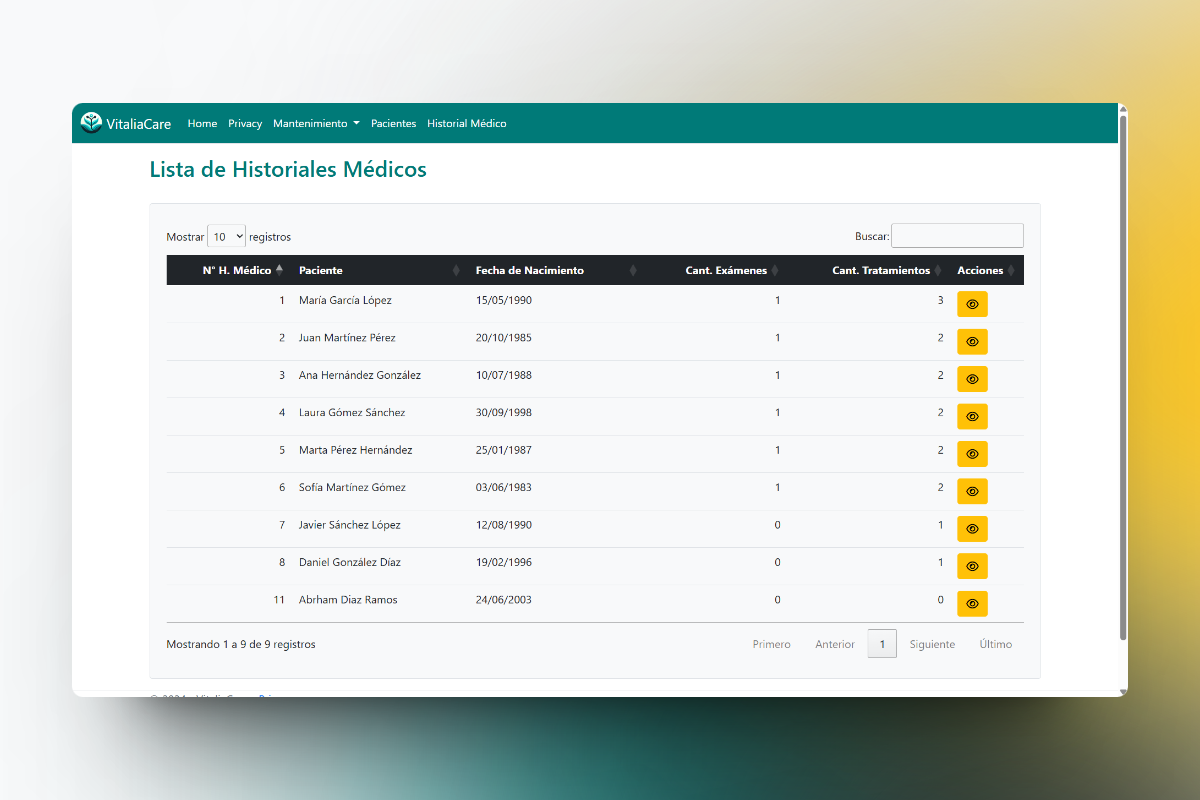 VitaliaCare Home Privacy Mantenimiento Pacientes Historial Médico
Lista de Historiales Médicos
Mostrar 10 registros Buscar:
N° H. Médico Paciente Fecha de Nacimiento Cant. Exámenes Cant. Tratamientos Acciones
1 María García López 15/05/1990 1 3
2 Juan Martínez Pérez 20/10/1985 1 2
3 Ana Hernández González 10/07/1988 1 2
4 Laura Gómez Sánchez 30/09/1998 1 2
5 Marta Pérez Hernández 25/01/1987 1 2
6 Sofía Martínez Gómez 03/06/1983 1 2
7 Javier Sánchez López 12/08/1990 0 1
8 Daniel González Díaz 19/02/1996 0 1
11 Abrham Diaz Ramos 24/06/2003 0 0
Mostrando 1 a 9 de 9 registros Primero Anterior 1 Siguiente Último